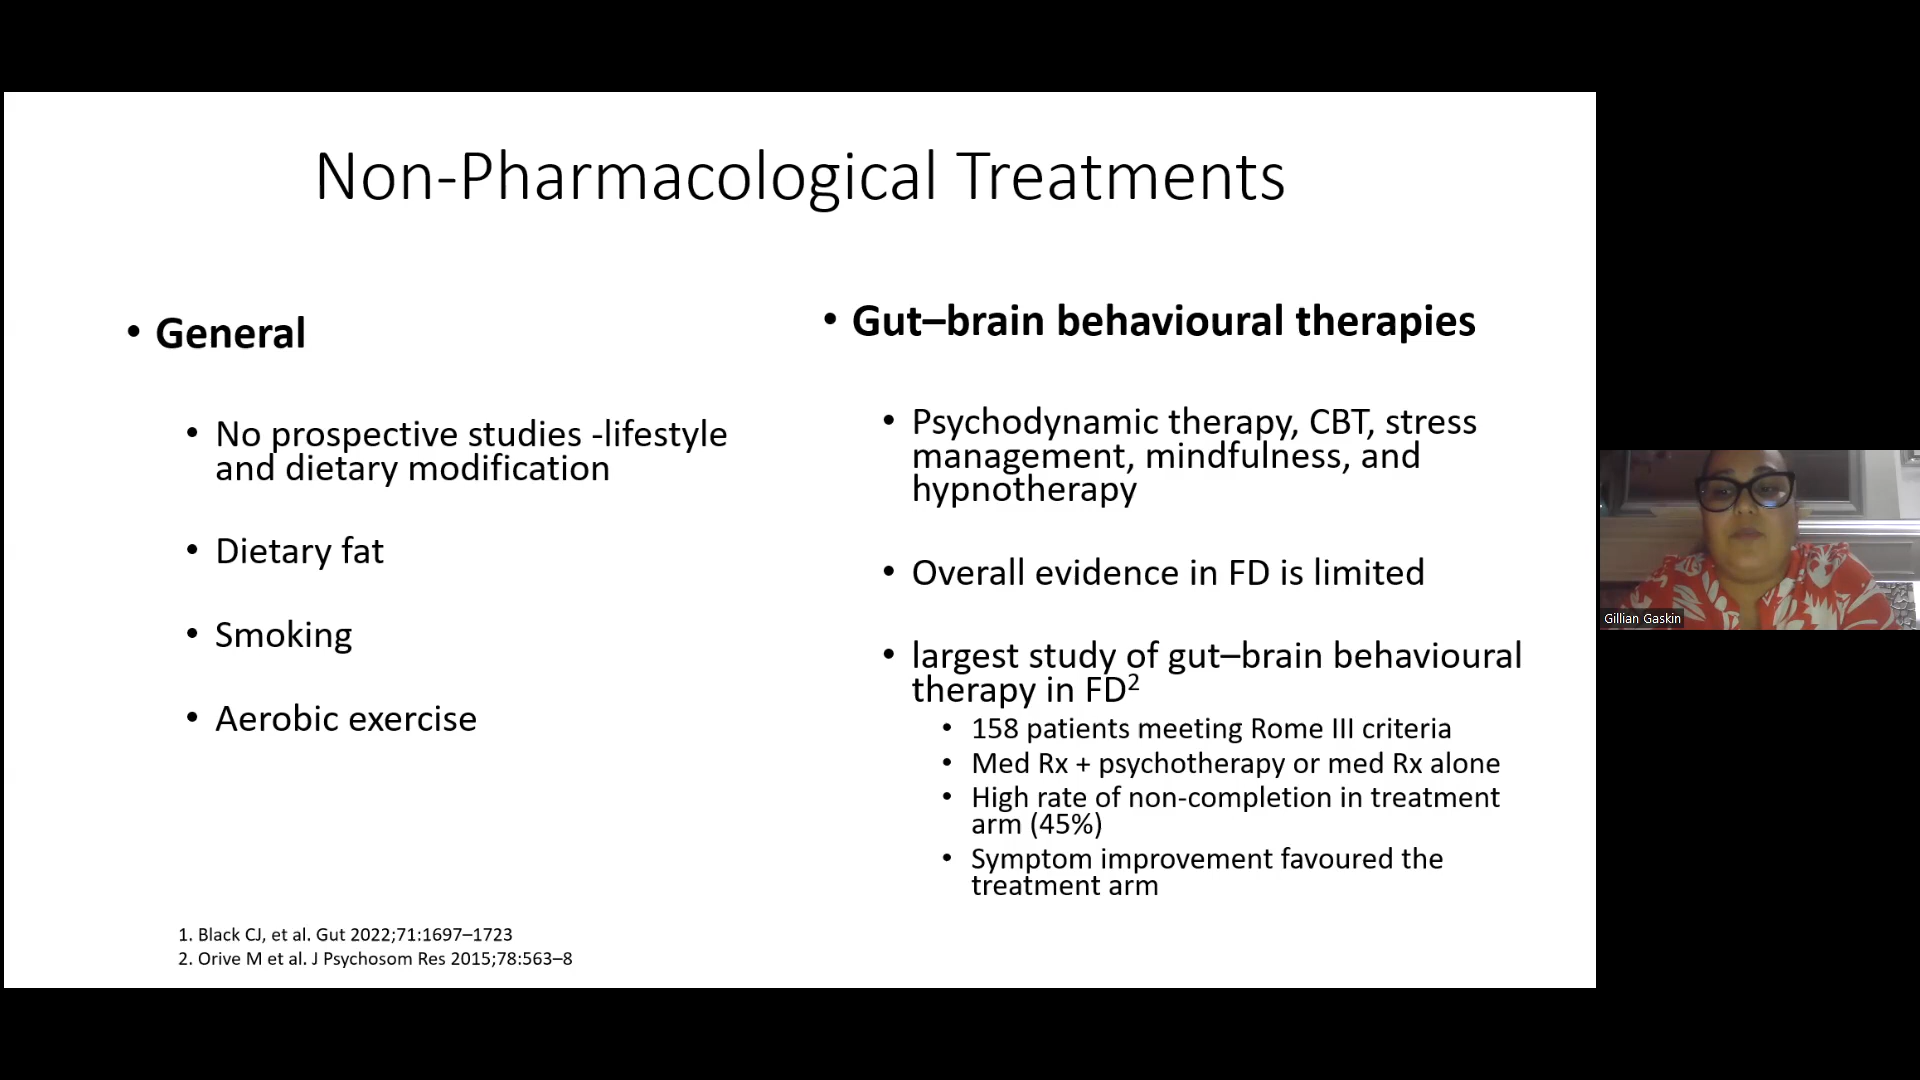 Non-Pharmacological Treatments
• General
• No prospective studies -lifestyle
and dietary modification
• Dietary fat
• Smoking
• Aerobic exercise
• Gut–brain behavioural therapies
• Psychodynamic therapy, CBT, stress
management, mindfulness, and
hypnotherapy
• Overall evidence in FD is limited
• largest study of gut–brain behavioural
therapy in FD²
• 158 patients meeting Rome III criteria
• Med Rx + psychotherapy or med Rx alone
• High rate of non-completion in treatment
arm (45%)
• Symptom improvement favoured the
treatment arm
1. Black CJ, et al. Gut 2022;71:1697–1723
2. Orive M et al. J Psychosom Res 2015;78:563–8
Gillian Gaskin